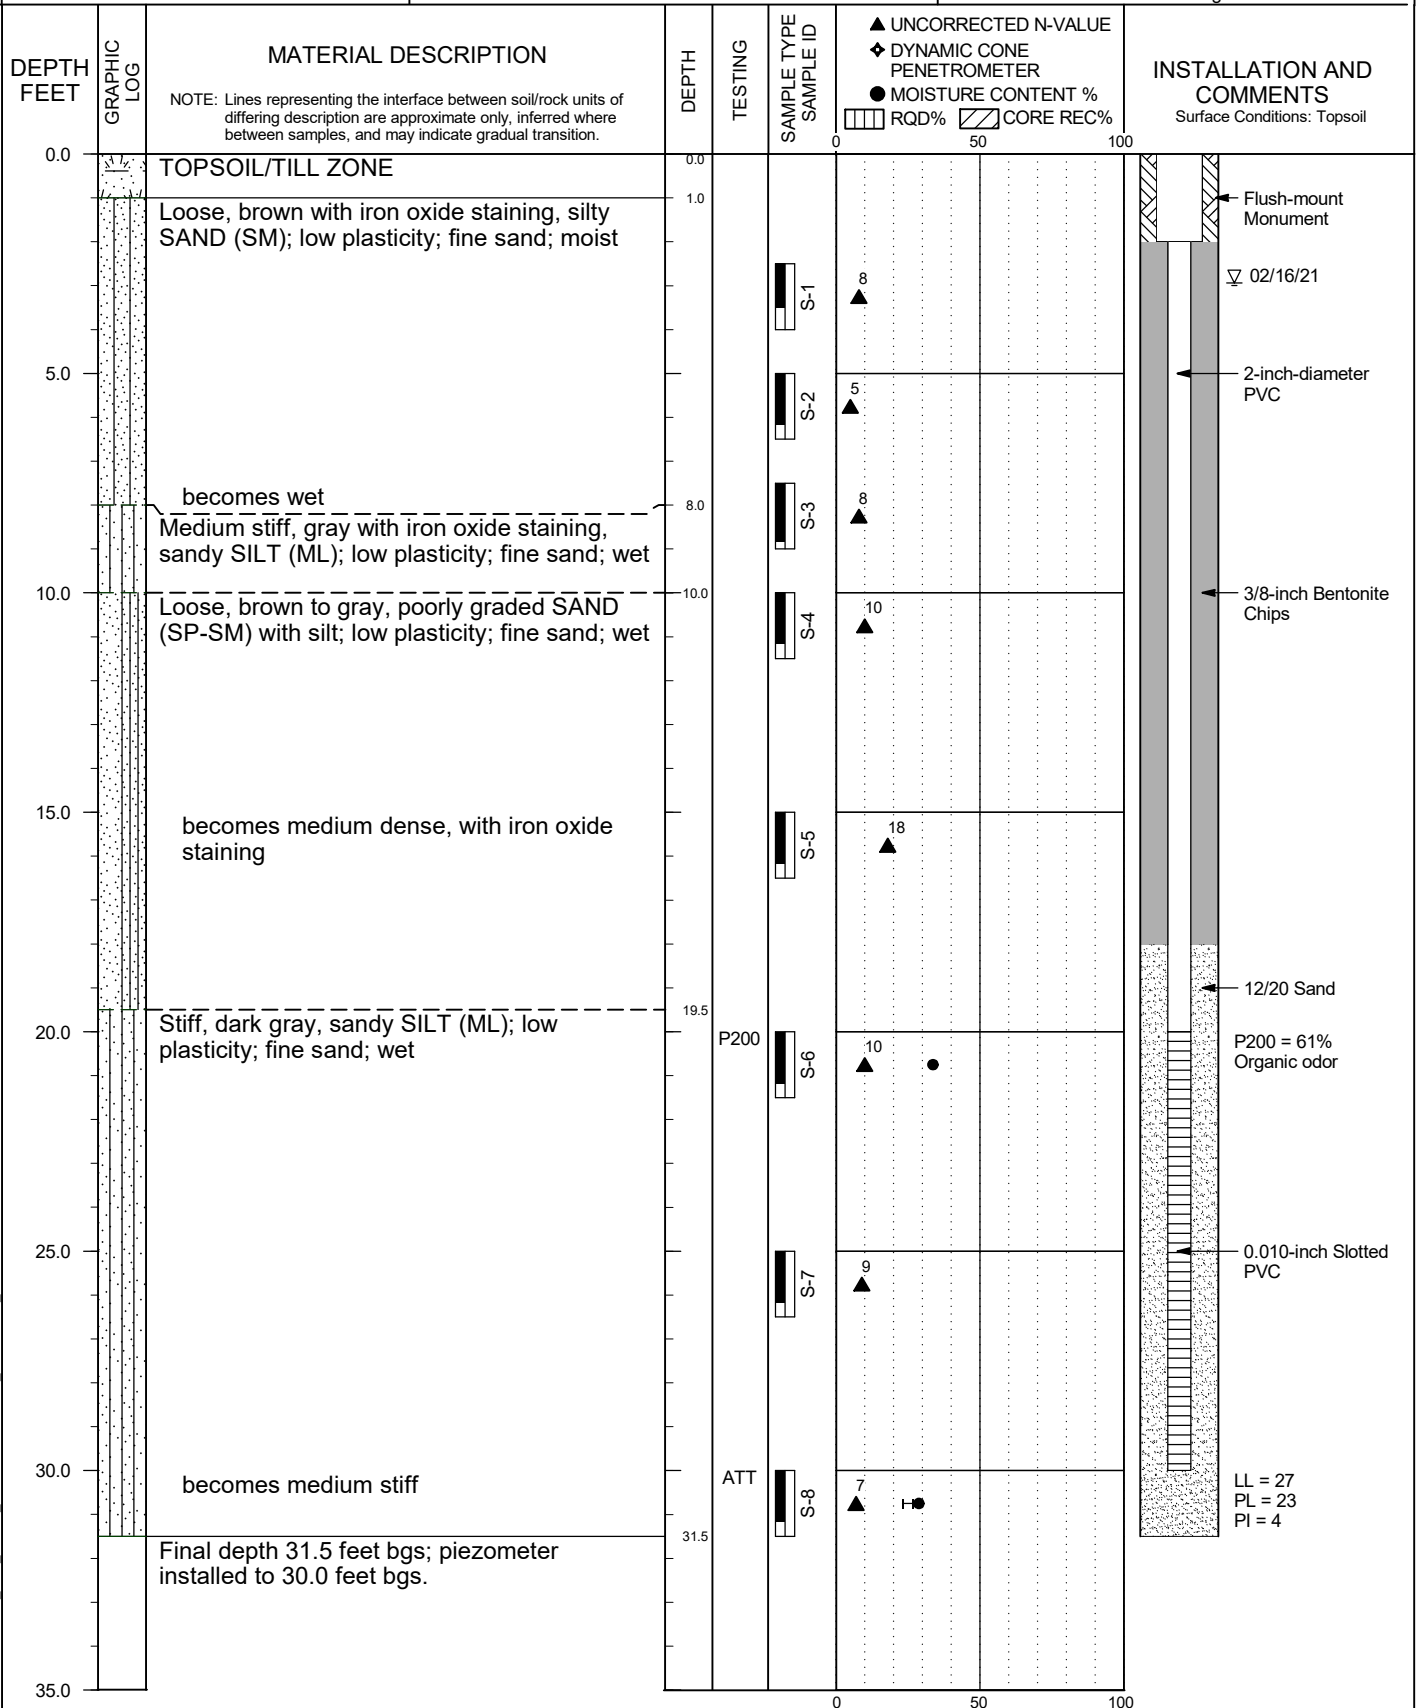 DEPTH
FEET
GRAPHIC
LOG
MATERIAL DESCRIPTION
NOTE: Lines representing the interface between soil/rock units of
differing description are approximate only, inferred where
between samples, and may indicate gradual transition.
DEPTH
TESTING
SAMPLE TYPE
SAMPLE ID
UNCORRECTED N-VALUE
DYNAMIC CONE
PENETROMETER
MOISTURE CONTENT %
RQD% CORE REC%
0 50 100
INSTALLATION AND
COMMENTS
Surface Conditions: Topsoil
0.0
TOPSOIL/TILL ZONE
0.0
1.0
Flush-mount
Monument
Loose, brown with iron oxide staining, silty
SAND (SM); low plasticity; fine sand; moist
S-1
8
02/16/21
5.0
S-2
5
2-inch-diameter
PVC
becomes wet
8.0
S-3
8
Medium stiff, gray with iron oxide staining,
sandy SILT (ML); low plasticity; fine sand; wet
10.0
10.0
3/8-inch Bentonite
Chips
Loose, brown to gray, poorly graded SAND
(SP-SM) with silt; low plasticity; fine sand; wet
S-4
10
15.0
becomes medium dense, with iron oxide
staining
S-5
18
12/20 Sand
19.5
Stiff, dark gray, sandy SILT (ML); low
plasticity; fine sand; wet
20.0
P200
S-6
10
P200 = 61%
Organic odor
25.0
S-7
9
0.010-inch Slotted
PVC
30.0
becomes medium stiff
ATT
S-8
7
LL = 27
PL = 23
PI = 4
31.5
Final depth 31.5 feet bgs; piezometer
installed to 30.0 feet bgs.
35.0
0 50 100